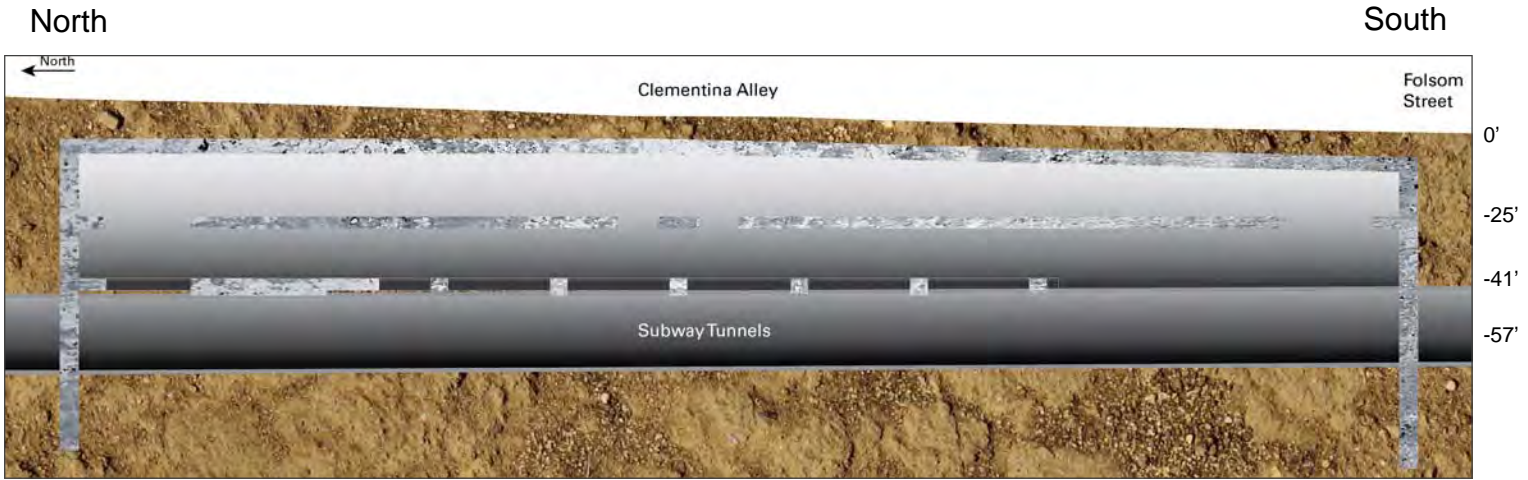 North
South
North
Clementina Alley
Folsom
Street
0’
-25’
-41’
-57’
Subway Tunnels